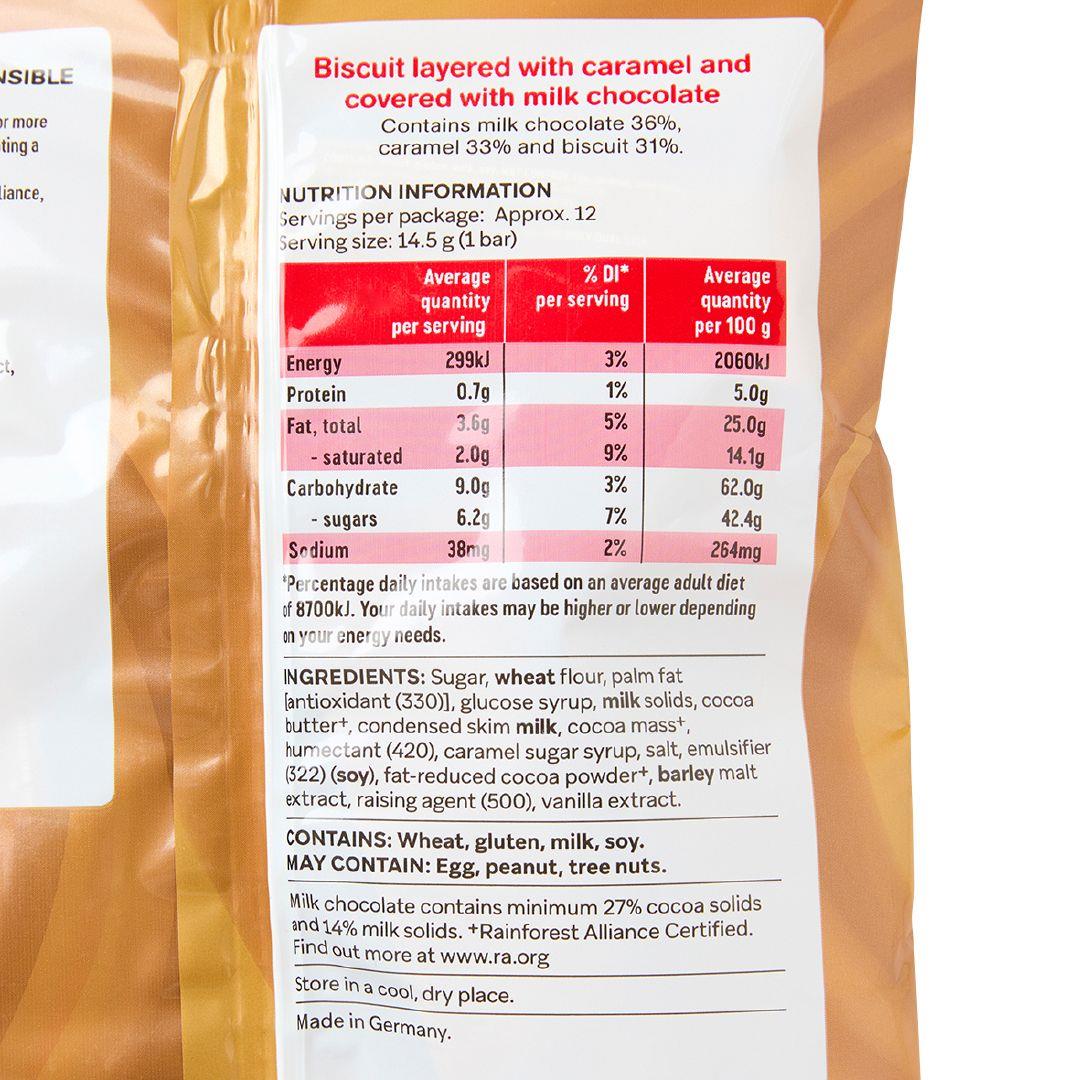 NSIBLE
or more
ting a
liance,
ct,
Biscuit layered with caramel and
covered with milk chocolate
Contains milk chocolate 36%,
caramel 33% and biscuit 31%.
NUTRITION INFORMATION
Servings per package: Approx. 12
Serving size: 14.5 g (1 bar)
Average quantity per serving % DI* per serving Average quantity per 100 g
Energy 299kJ 3% 2060kJ
Protein 0.7g 1% 5.0g
Fat, total 3.6g 5% 25.0g
- saturated 2.0g 9% 14.1g
Carbohydrate 9.0g 3% 62.0g
- sugars 6.2g 7% 42.4g
Sodium 38mg 2% 264mg
*Percentage daily intakes are based on an average adult diet
of 8700kJ. Your daily intakes may be higher or lower depending
on your energy needs.
INGREDIENTS: Sugar, wheat flour, palm fat
[antioxidant (330)], glucose syrup, milk solids, cocoa
butter+, condensed skim milk, cocoa mass+,
humectant (420), caramel sugar syrup, salt, emulsifier
(322) (soy), fat-reduced cocoa powder+, barley malt
extract, raising agent (500), vanilla extract.
CONTAINS: Wheat, gluten, milk, soy.
MAY CONTAIN: Egg, peanut, tree nuts.
Milk chocolate contains minimum 27% cocoa solids
and 14% milk solids. +Rainforest Alliance Certified.
Find out more at www.ra.org
Store in a cool, dry place.
Made in Germany.